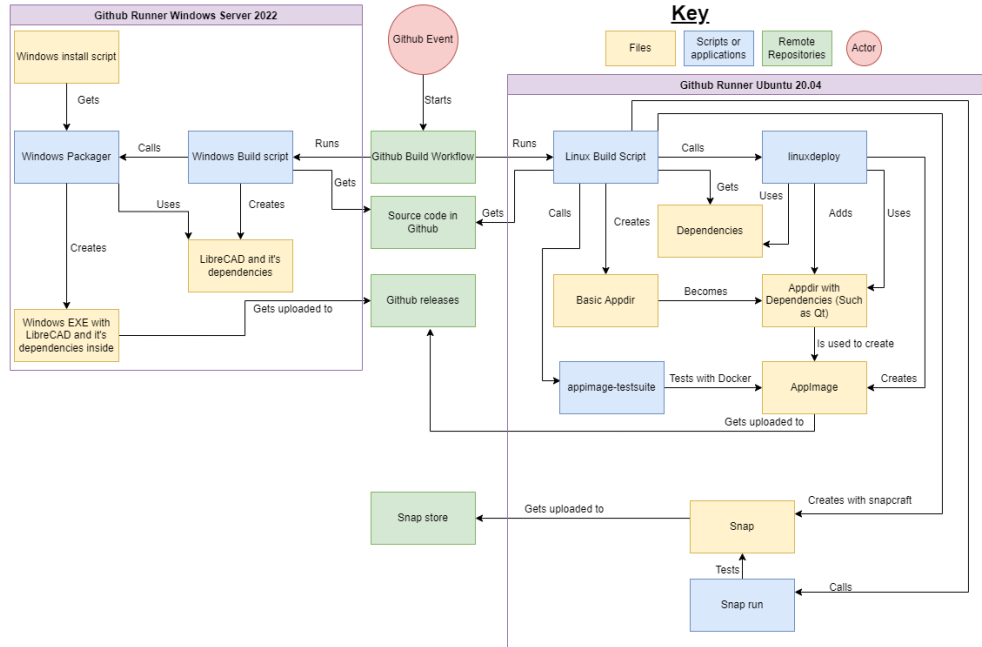 Github Runner Windows Server 2022
Windows install script
Gets
Windows Packager
Calls
Windows Build script
Runs
Gets
Uses
Creates
Creates
LibreCAD and it's
dependencies
Windows EXE with
LibreCAD and it's
dependencies inside
Gets uploaded to
Github Event
Starts
Github Build Workflow
Source code in
Github
Github releases
Key
Files
Scripts or
applications
Remote
Repositories
Actor
Github Runner Ubuntu 20.04
Runs
Linux Build Script
Calls
linuxdeploy
Gets
Calls
Creates
Gets
Uses
Adds
Uses
Dependencies
Basic Appdir
Becomes
Appdir with
Dependencies (Such
as Qt)
Is used to create
appimage-testsuite
Tests with Docker
AppImage
Creates
Gets uploaded to
Snap store
Gets uploaded to
Snap
Creates with snapcraft
Tests
Snap run
Calls